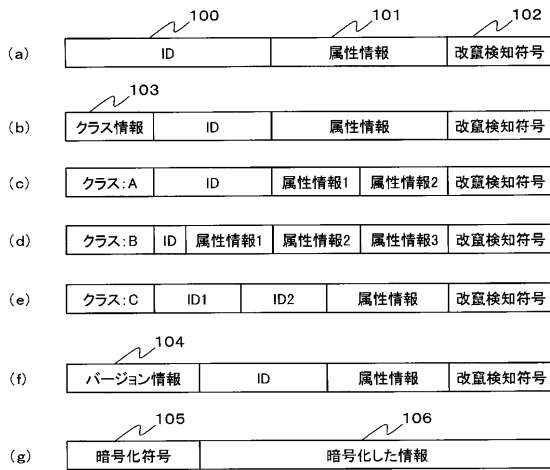 100 101 102
(a) ID 属性情報 改竄検知符号
103
(b) クラス情報 ID 属性情報 改竄検知符号
(c) クラス:A ID 属性情報1 属性情報2 改竄検知符号
(d) クラス:B ID 属性情報1 属性情報2 属性情報3 改竄検知符号
(e) クラス:C ID1 ID2 属性情報 改竄検知符号
104
(f) バージョン情報 ID 属性情報 改竄検知符号
105 106
(g) 暗号化符号 暗号化した情報